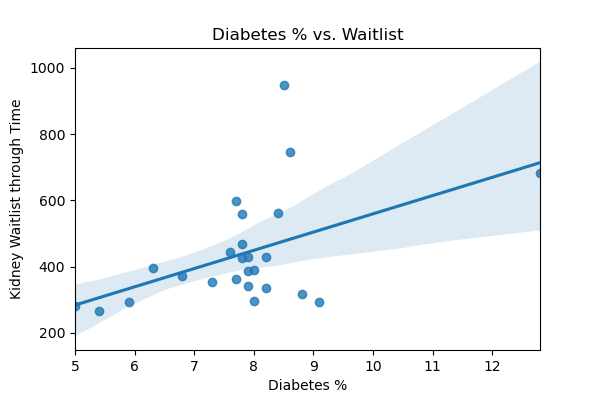 Diabetes % vs. Waitlist
Kidney Waitlist through Time
1000
800
600
400
200
5 6 7 8 9 10 11 12
Diabetes %